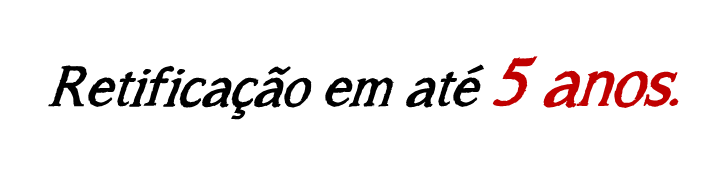 Retificação em até 5 anos.